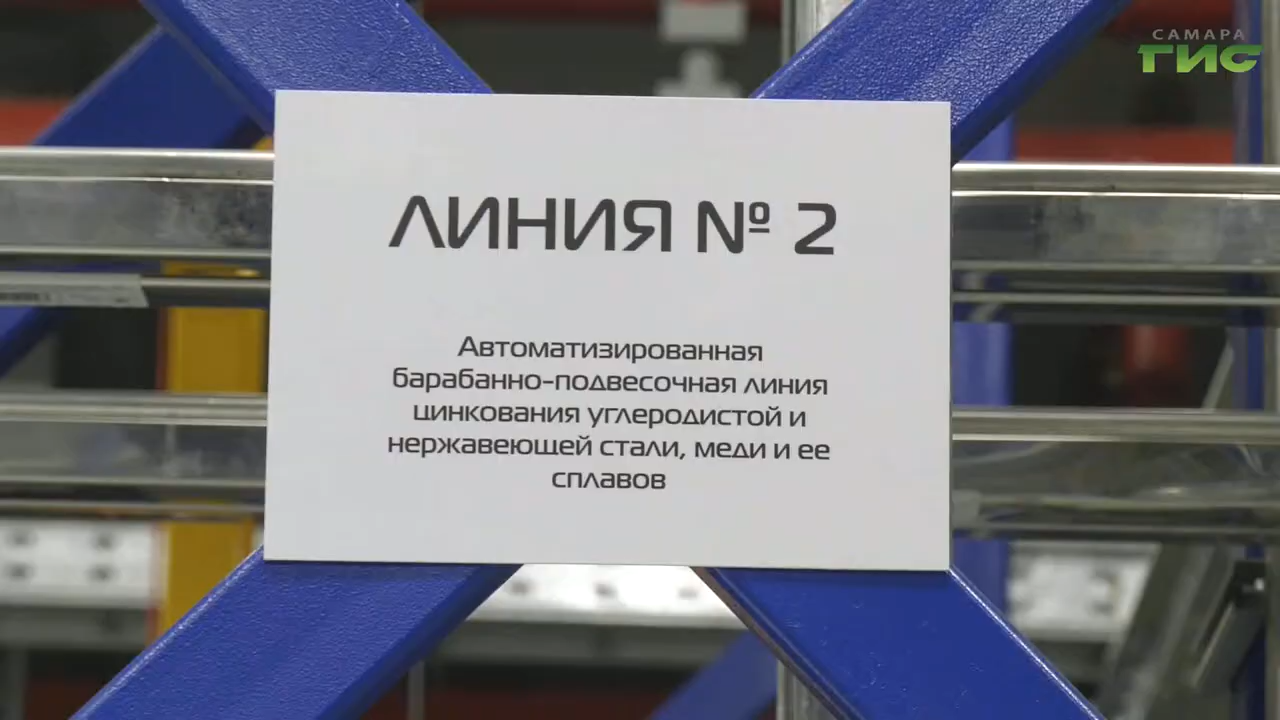 САМАРА
ГИС
ЛИНИЯ № 2
Автоматизированная
барабанно-подвесочная линия
цинкования углеродистой и
нержавеющей стали, меди и ее
сплавов